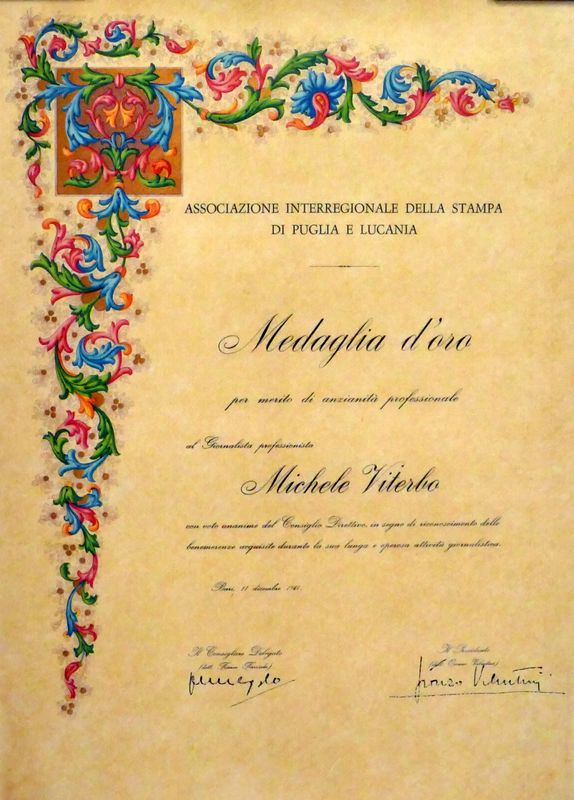 ASSOCIAZIONE INTERREGIONALE DELLA STAMPA
DI PUGLIA E LUCANIA
Medaglia d'oro
per merito di anzianità professionale
al Giornalista professionista
Michele Viterbo
con voto unanime del Consiglio Direttivo, in segno di riconoscimento delle
benemerenze acquisite durante la sua lunga e operosa attività giornalistica.
Bari, 17 dicembre
Il Consigliere Delegato
Il Presidente